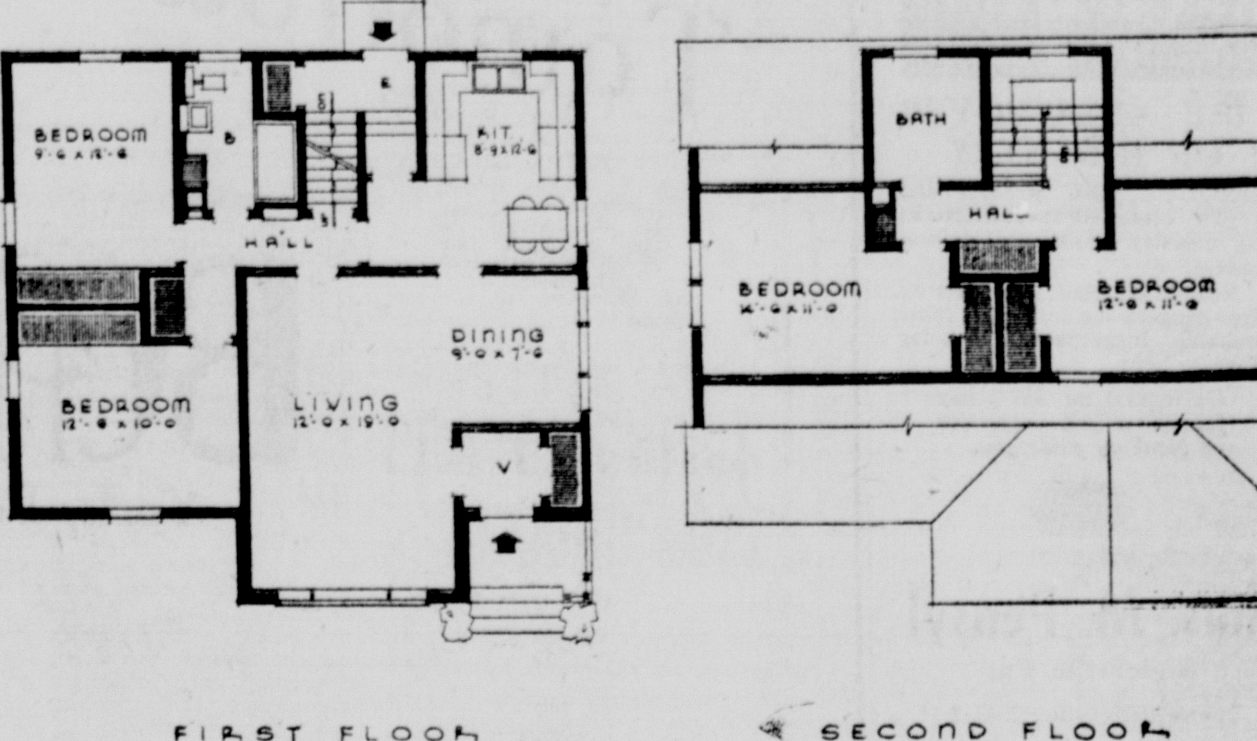 BEDROOM
9'-6 x 12'-6
B
E
KIT.
8-9 x 12'-6
HALL
DINING
9'-0 x 7'-6
BEDROOM
12'-6 x 10'-0
LIVING
12'-0 x 19'-0
V
FIRST FLOOR
BATH
HALL
BEDROOM
11'-0
BEDROOM
12'-6 x 11'-0
SECOND FLOOR